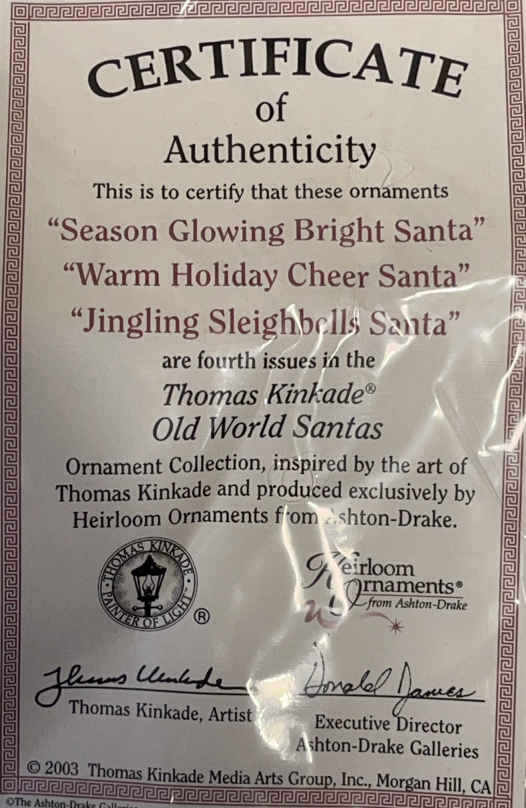 CERTIFICATE
of
Authenticity
This is to certify that these ornaments
“Season Glowing Bright Santa”
“Warm Holiday Cheer Santa”
“Jingling Sleighbells Santa”
are fourth issues in the
Thomas Kinkade®
Old World Santas
Ornament Collection, inspired by the art of
Thomas Kinkade and produced exclusively by
Heirloom Ornaments from Ashton-Drake.
THOMAS KINKADE
PAINTER OF LIGHT
®
Heirloom
Ornaments®
from Ashton-Drake
Thomas Kinkade
Donald James
Thomas Kinkade, Artist
Executive Director
Ashton-Drake Galleries
© 2003 Thomas Kinkade Media Arts Group, Inc., Morgan Hill, CA
©The Ashton-Drake Galleries